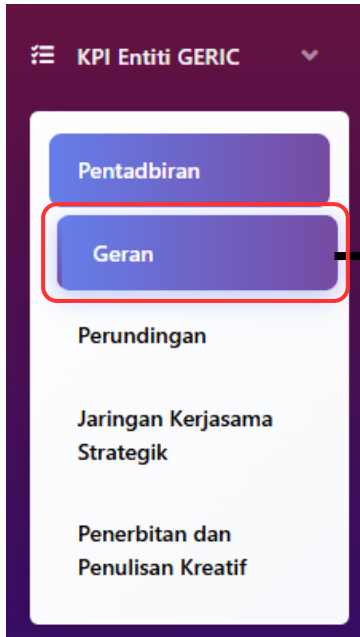 KPI Entiti GERIC
Pentadbiran
Geran
Perundingan
Jaringan Kerjasama
Strategik
Penerbitan dan
Penulisan Kreatif